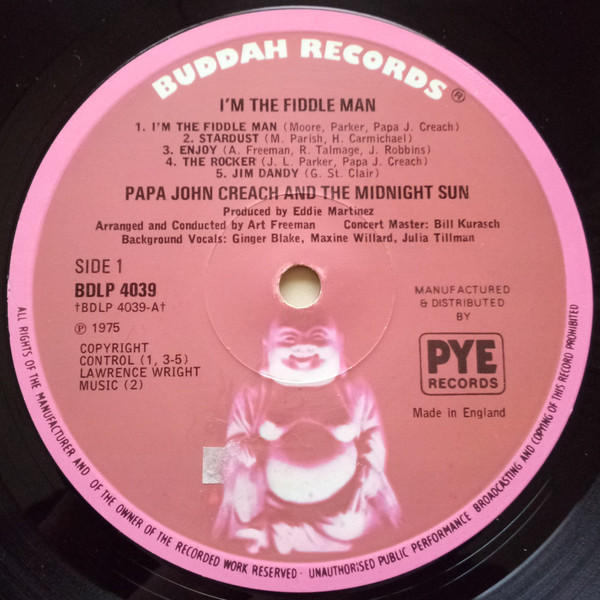 BUDDAH RECORDS ®
I'M THE FIDDLE MAN
1. I'M THE FIDDLE MAN (Moore, Parker, Papa J. Creach)
2. STARDUST (M. Parish, H. Carmichael)
3. ENJOY (A. Freeman, R. Talmage, J. Robbins)
4. THE ROCKER (J. L. Parker, Papa J. Creach)
5. JIM DANDY (G. St. Clair)
PAPA JOHN CREACH AND THE MIDNIGHT SUN
Produced by Eddie Martinez
Arranged and Conducted by Art Freeman Concert Master: Bill Kurasch
Background Vocals: Ginger Blake, Maxine Willard, Julia Tillman
SIDE 1
BDLP 4039
†BDLP 4039-A†
℗ 1975
COPYRIGHT
CONTROL (1, 3-5)
LAWRENCE WRIGHT
MUSIC (2)
MANUFACTURED
& DISTRIBUTED
BY
PYE
RECORDS
Made in England
ALL RIGHTS OF THE MANUFACTURER AND OF THE OWNER OF THE RECORDED WORK RESERVED · UNAUTHORISED PUBLIC PERFORMANCE BROADCASTING AND COPYING OF THIS RECORD PROHIBITED